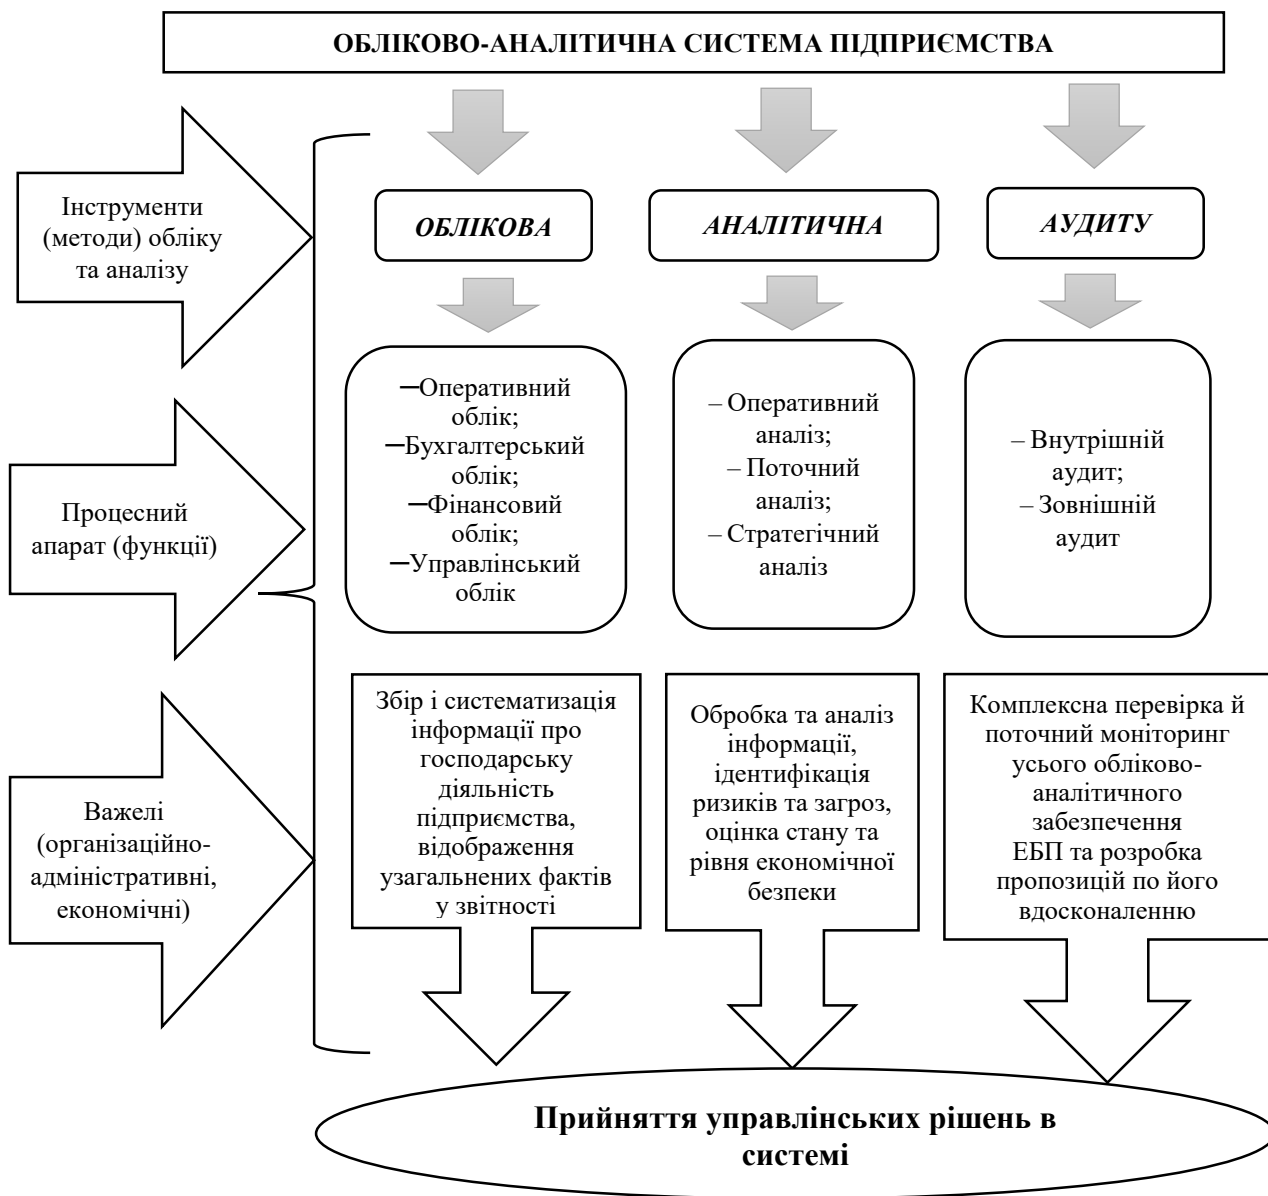 ОБЛІКОВО-АНАЛІТИЧНА СИСТЕМА ПІДПРИЄМСТВА
Інструменти
(методи) обліку
та аналізу
ОБЛІКОВА
АНАЛІТИЧНА
АУДИТУ
Процесний
апарат (функції)
—Оперативний
облік;
—Бухгалтерський
облік;
—Фінансовий
облік;
—Управлінський
облік
– Оперативний
аналіз;
– Поточний
аналіз;
– Стратегічний
аналіз
– Внутрішній
аудит;
– Зовнішній
аудит
Важелі
(організаційно-
адміністративні,
економічні)
Збір і систематизація
інформації про
господарську
діяльність
підприємства,
відображення
узагальнених фактів
у звітності
Обробка та аналіз
інформації,
ідентифікація
ризиків та загроз,
оцінка стану та
рівня економічної
безпеки
Комплексна перевірка й
поточний моніторинг
усього обліково-
аналітичного
забезпечення
ЕБП та розробка
пропозицій по його
вдосконаленню
Прийняття управлінських рішень в
системі